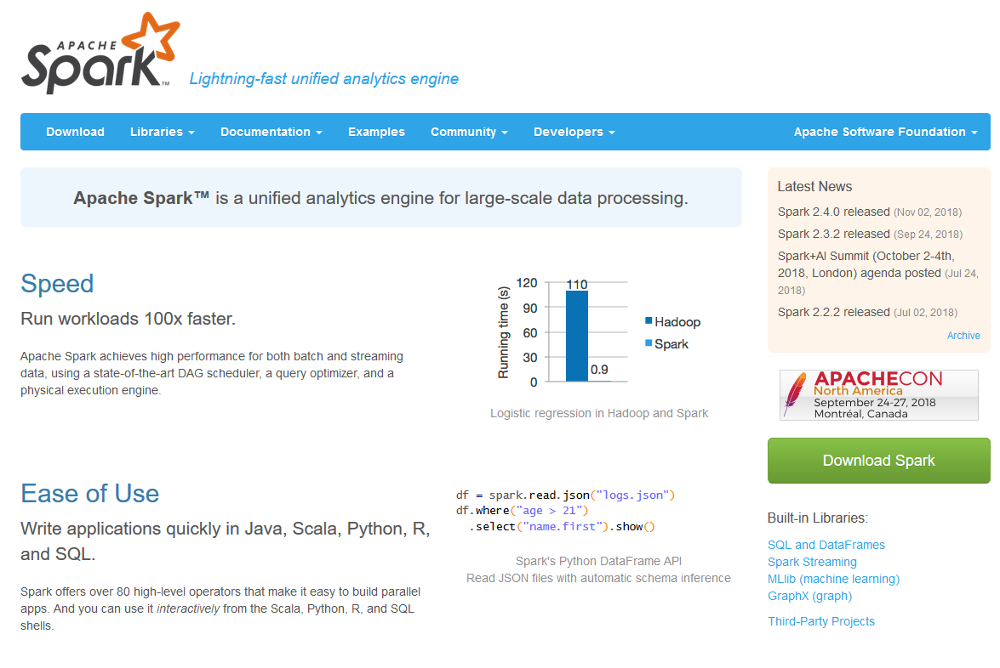 APACHE
Spark™
Lightning-fast unified analytics engine
Download Libraries Documentation Examples Community Developers Apache Software Foundation
Apache Spark™ is a unified analytics engine for large-scale data processing.
Speed
Run workloads 100x faster.
Apache Spark achieves high performance for both batch and streaming
data, using a state-of-the-art DAG scheduler, a query optimizer, and a
physical execution engine.
Running time (s)
120
90
60
30
0
110
0.9
Hadoop
Spark
Logistic regression in Hadoop and Spark
Ease of Use
Write applications quickly in Java, Scala, Python, R,
and SQL.
Spark offers over 80 high-level operators that make it easy to build parallel
apps. And you can use it interactively from the Scala, Python, R, and SQL
shells.
df = spark.read.json("logs.json")
df.where("age > 21")
.select("name.first").show()
Spark's Python DataFrame API
Read JSON files with automatic schema inference
Latest News
Spark 2.4.0 released (Nov 02, 2018)
Spark 2.3.2 released (Sep 24, 2018)
Spark+AI Summit (October 2-4th,
2018, London) agenda posted (Jul 24,
2018)
Spark 2.2.2 released (Jul 02, 2018)
Archive
APACHECON
North America
September 24-27, 2018
Montréal, Canada
Download Spark
Built-in Libraries:
SQL and DataFrames
Spark Streaming
MLlib (machine learning)
GraphX (graph)
Third-Party Projects